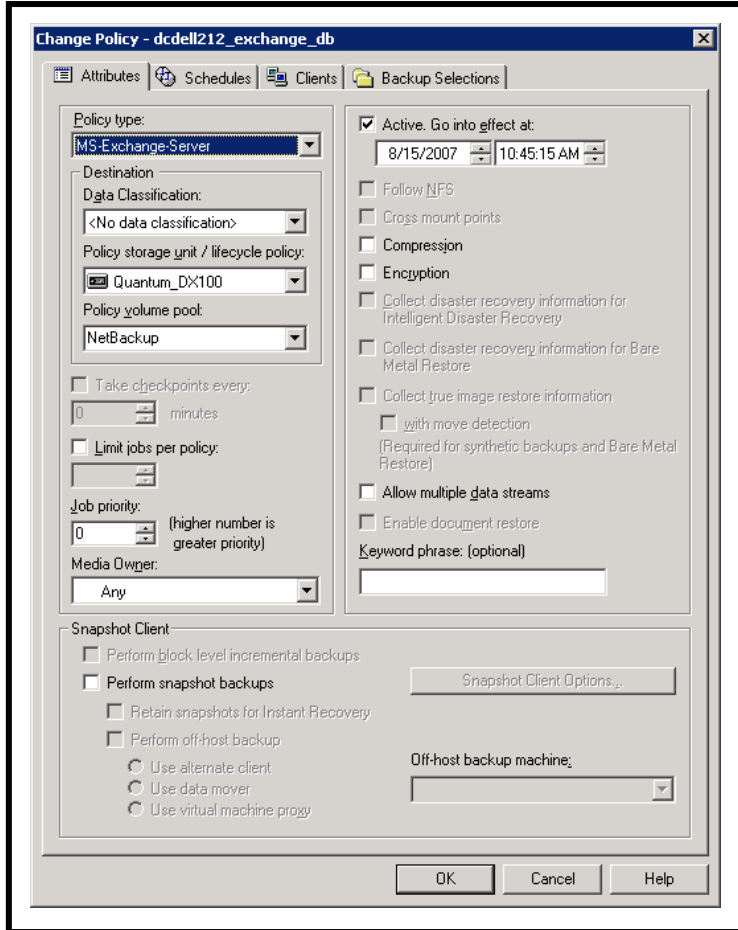 Change Policy - dcdell212_exchange_db
Attributes
Schedules
Clients
Backup Selections
Policy type:
MS-Exchange-Server
Destination
Data Classification:
<No data classification>
Policy storage unit / lifecycle policy:
Quantum_DX100
Policy volume pool:
NetBackup
Take checkpoints every:
0
minutes
Limit jobs per policy:
Job priority:
0
(higher number is
greater priority)
Media Owner:
Any
Active. Go into effect at:
8/15/2007
10:45:15 AM
Follow NFS
Cross mount points
Compression
Encryption
Collect disaster recovery information for
Intelligent Disaster Recovery
Collect disaster recovery information for Bare
Metal Restore
Collect true image restore information
with move detection
(Required for synthetic backups and Bare Metal
Restore)
Allow multiple data streams
Enable document restore
Keyword phrase: (optional)
Snapshot Client
Perform block level incremental backups
Perform snapshot backups
Snapshot Client Options...
Retain snapshots for Instant Recovery
Perform off-host backup
Use alternate client
Use data mover
Use virtual machine proxy
Off-host backup machine:
OK
Cancel
Help